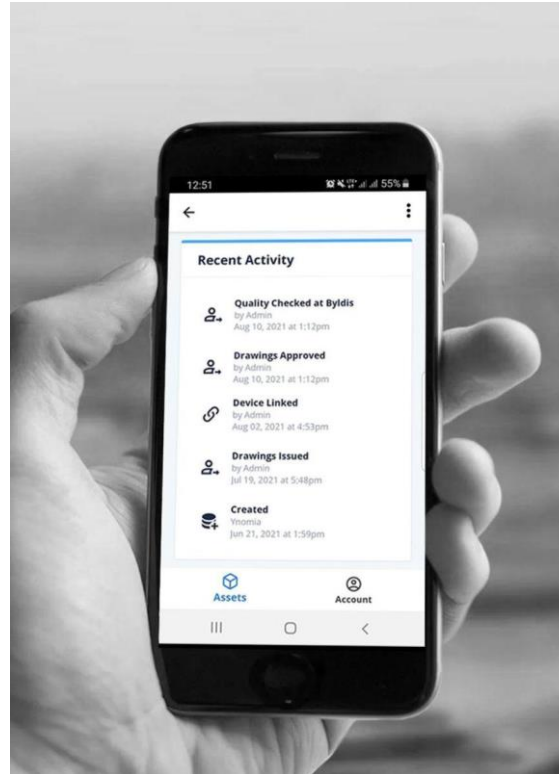 12:51
55%
Recent Activity
Quality Checked at Byldis
by Admin
Aug 10, 2021 at 1:12pm
Drawings Approved
by Admin
Aug 10, 2021 at 1:12pm
Device Linked
by Admin
Aug 02, 2021 at 4:53pm
Drawings Issued
by Admin
Jul 19, 2021 at 5:48pm
Created
Ynomia
Jun 21, 2021 at 1:59pm
Assets
Account